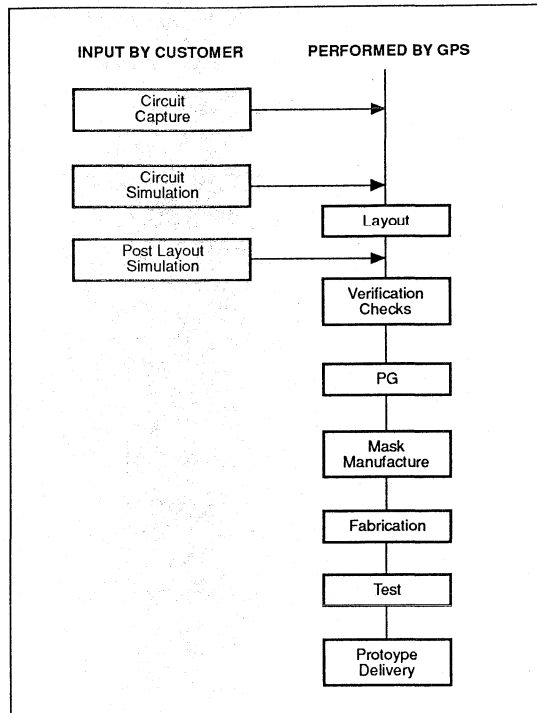 INPUT BY CUSTOMER
PERFORMED BY GPS
Circuit
Capture
Circuit
Simulation
Layout
Post Layout
Simulation
Verification
Checks
PG
Mask
Manufacture
Fabrication
Test
Protoype
Delivery